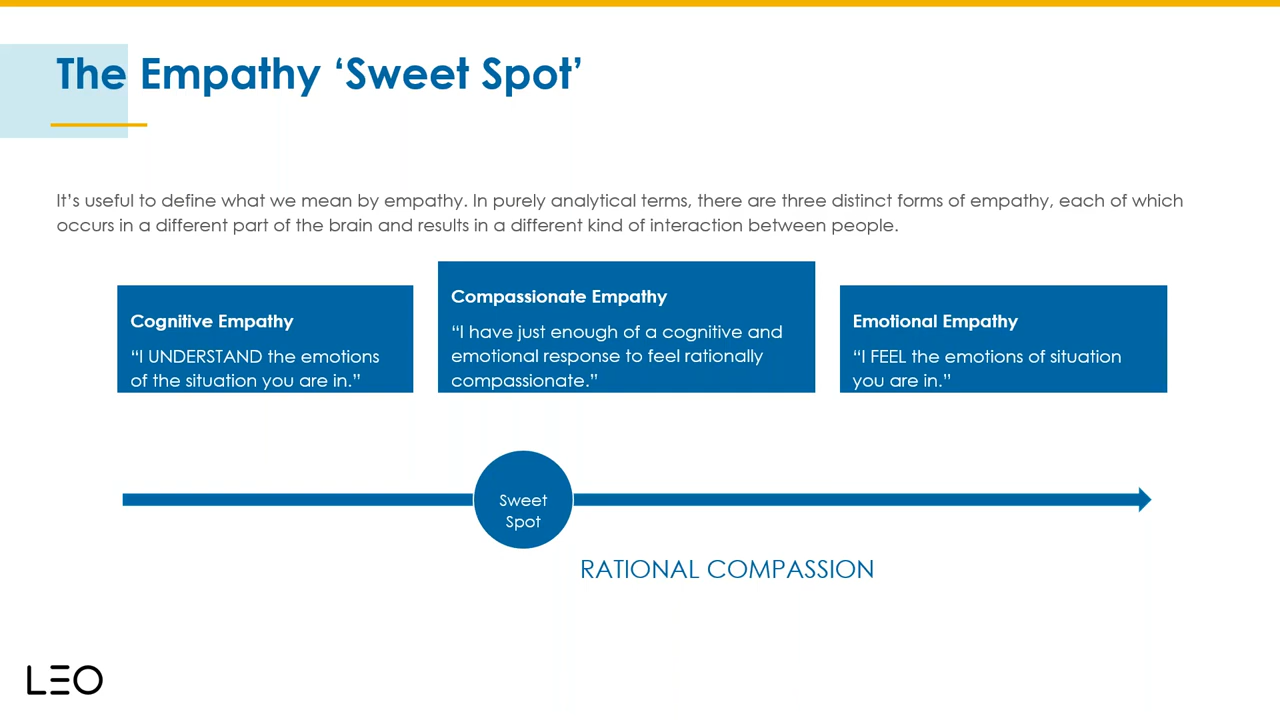 The Empathy ‘Sweet Spot’
It’s useful to define what we mean by empathy. In purely analytical terms, there are three distinct forms of empathy, each of which
occurs in a different part of the brain and results in a different kind of interaction between people.
Cognitive Empathy
“I UNDERSTAND the emotions
of the situation you are in.”
Compassionate Empathy
“I have just enough of a cognitive and
emotional response to feel rationally
compassionate.”
Emotional Empathy
“I FEEL the emotions of situation
you are in.”
Sweet
Spot
RATIONAL COMPASSION
LEO